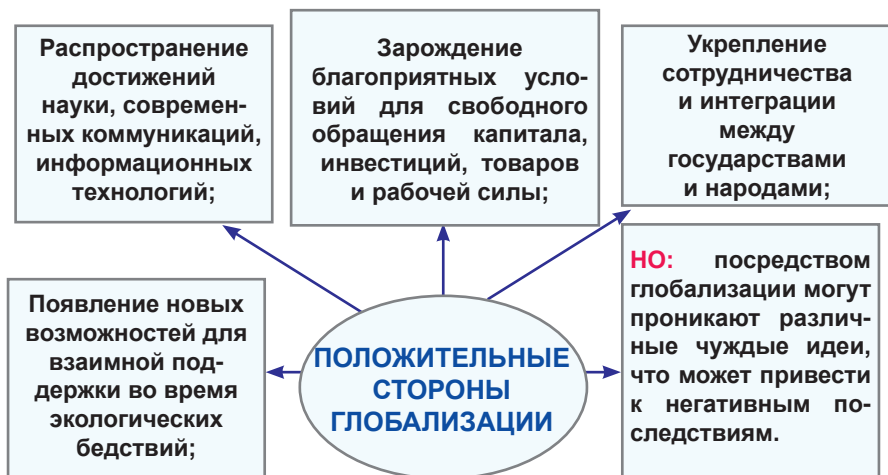 Распространение
достижений
науки, современ-
ных коммуникаций,
информационных
технологий;
Зарождение
благоприятных усло-
вий для свободного
обращения капитала,
инвестиций, товаров
и рабочей силы;
Укрепление
сотрудничества
и интеграции
между
государствами
и народами;
Появление новых
возможностей для
взаимной под-
держки во время
экологических
бедствий;
ПОЛОЖИТЕЛЬНЫЕ
СТОРОНЫ
ГЛОБАЛИЗАЦИИ
НО: посредством
глобализации могут
проникают различ-
ные чуждые идеи,
что может привести
к негативным по-
следствиям.